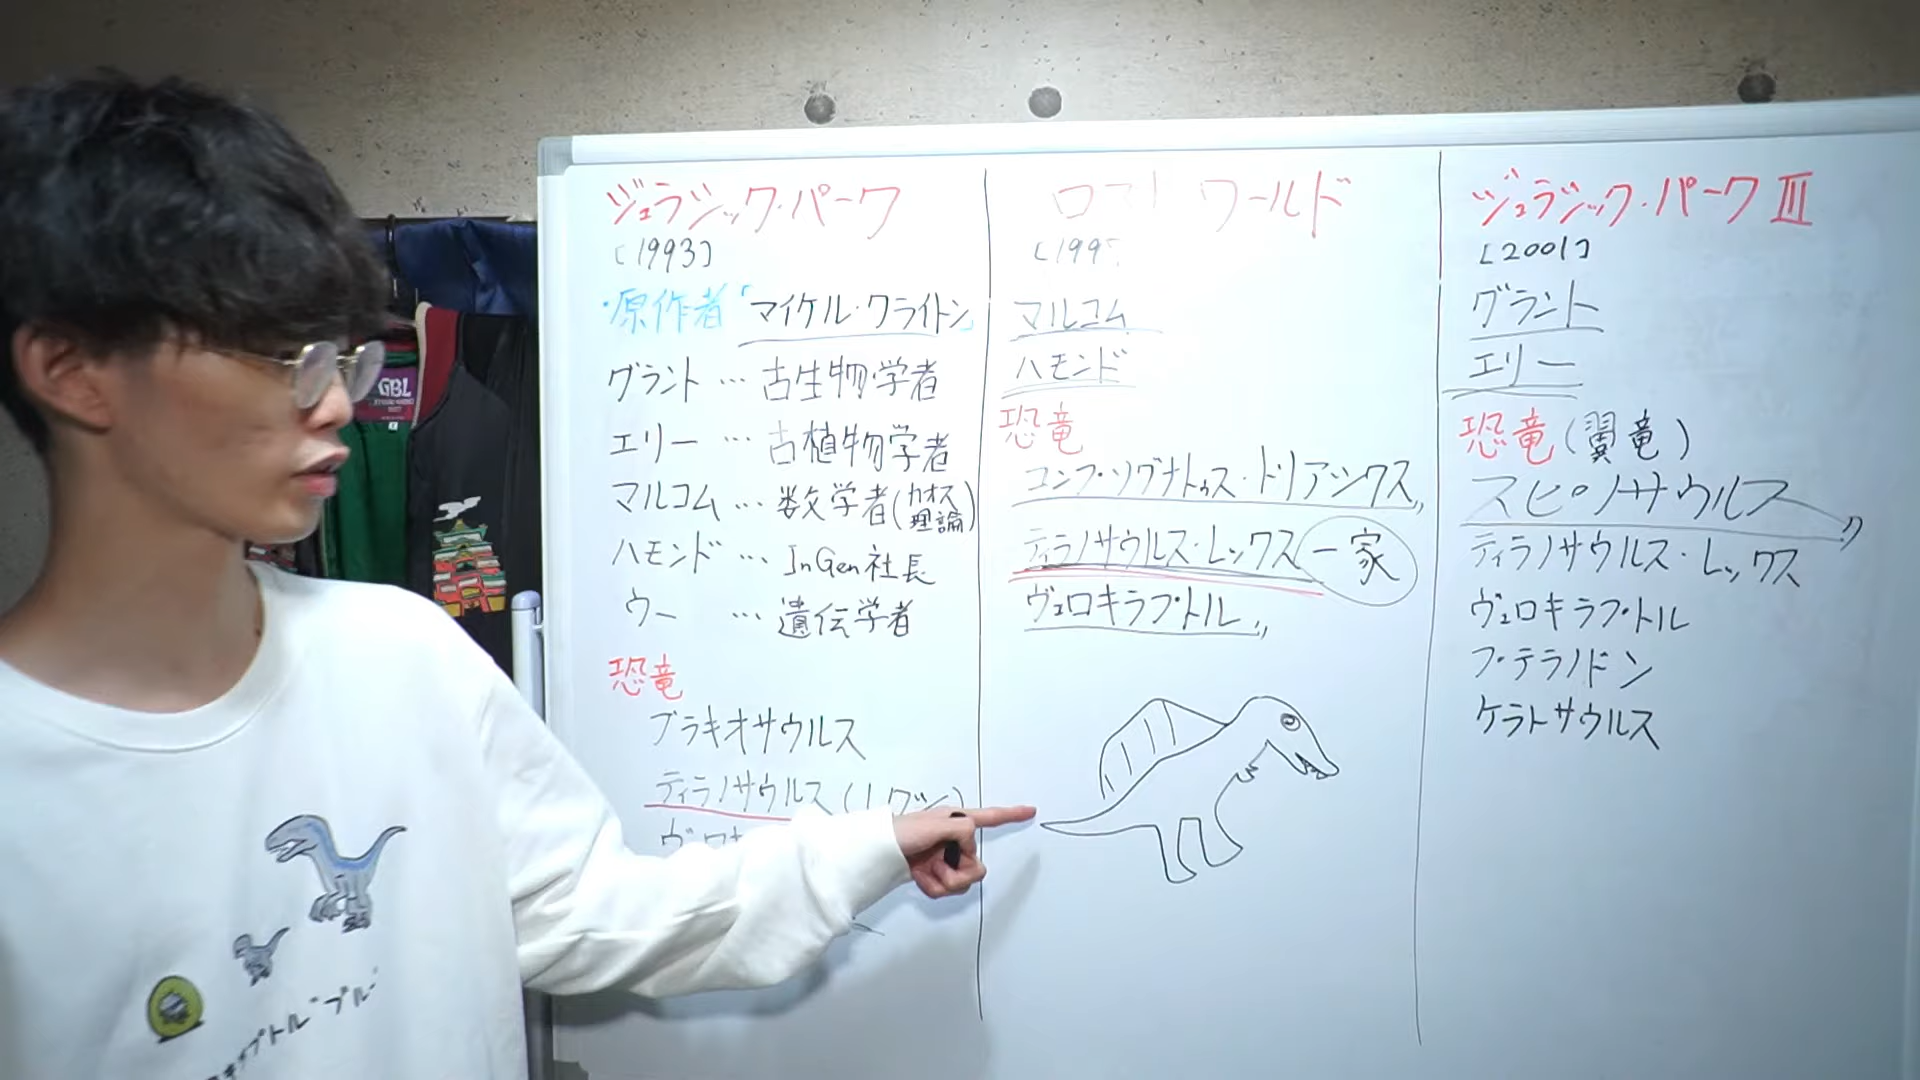 ジュラシック・パーク
[1993]
・原作者「マイケル・クライトン」
グラント … 古生物学者
エリー … 古植物学者
マルコム … 数学者(カオス理論)
ハモンド … InGen社長
ウー … 遺伝学者
恐竜
ブラキオサウルス
ティラノサウルス
ロスト ワールド
[199
マルコム
ハモンド
恐竜
コンプソグナトゥス・トリアシクス〃
ティラノサウルス・レックス一家
ヴェロキラプトル〃
ジュラシック・パークIII
[2001]
グラント
エリー
恐竜(翼竜)
スピノサウルス〃
ティラノサウルス・レックス
ヴェロキラプトル
プテラノドン
ケラトサウルス
GBL
プトル"ブルー"